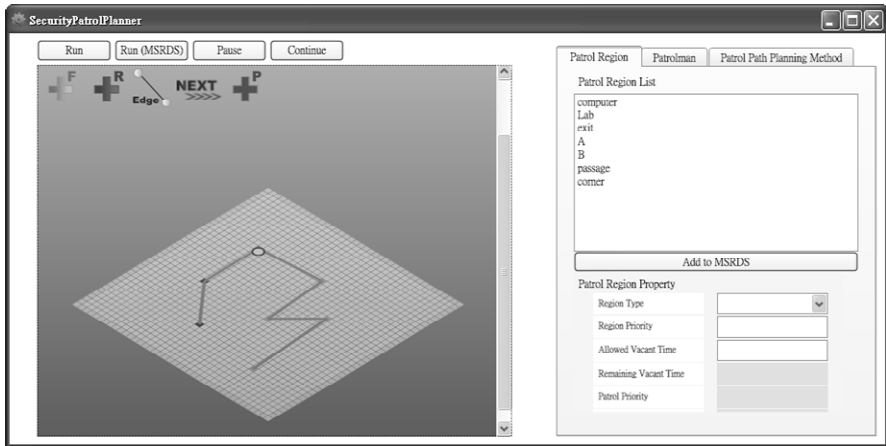 SecurityPatrolPlanner
Run
Run (MSRDS)
Pause
Continue
F
R
Edge
NEXT
>>>>
P
Patrol Region
Patrolman
Patrol Path Planning Method
Patrol Region List
computer
Lab
exit
A
B
passage
corner
Add to MSRDS
Patrol Region Property
Region Type
Region Priority
Allowed Vacant Time
Remaining Vacant Time
Patrol Priority